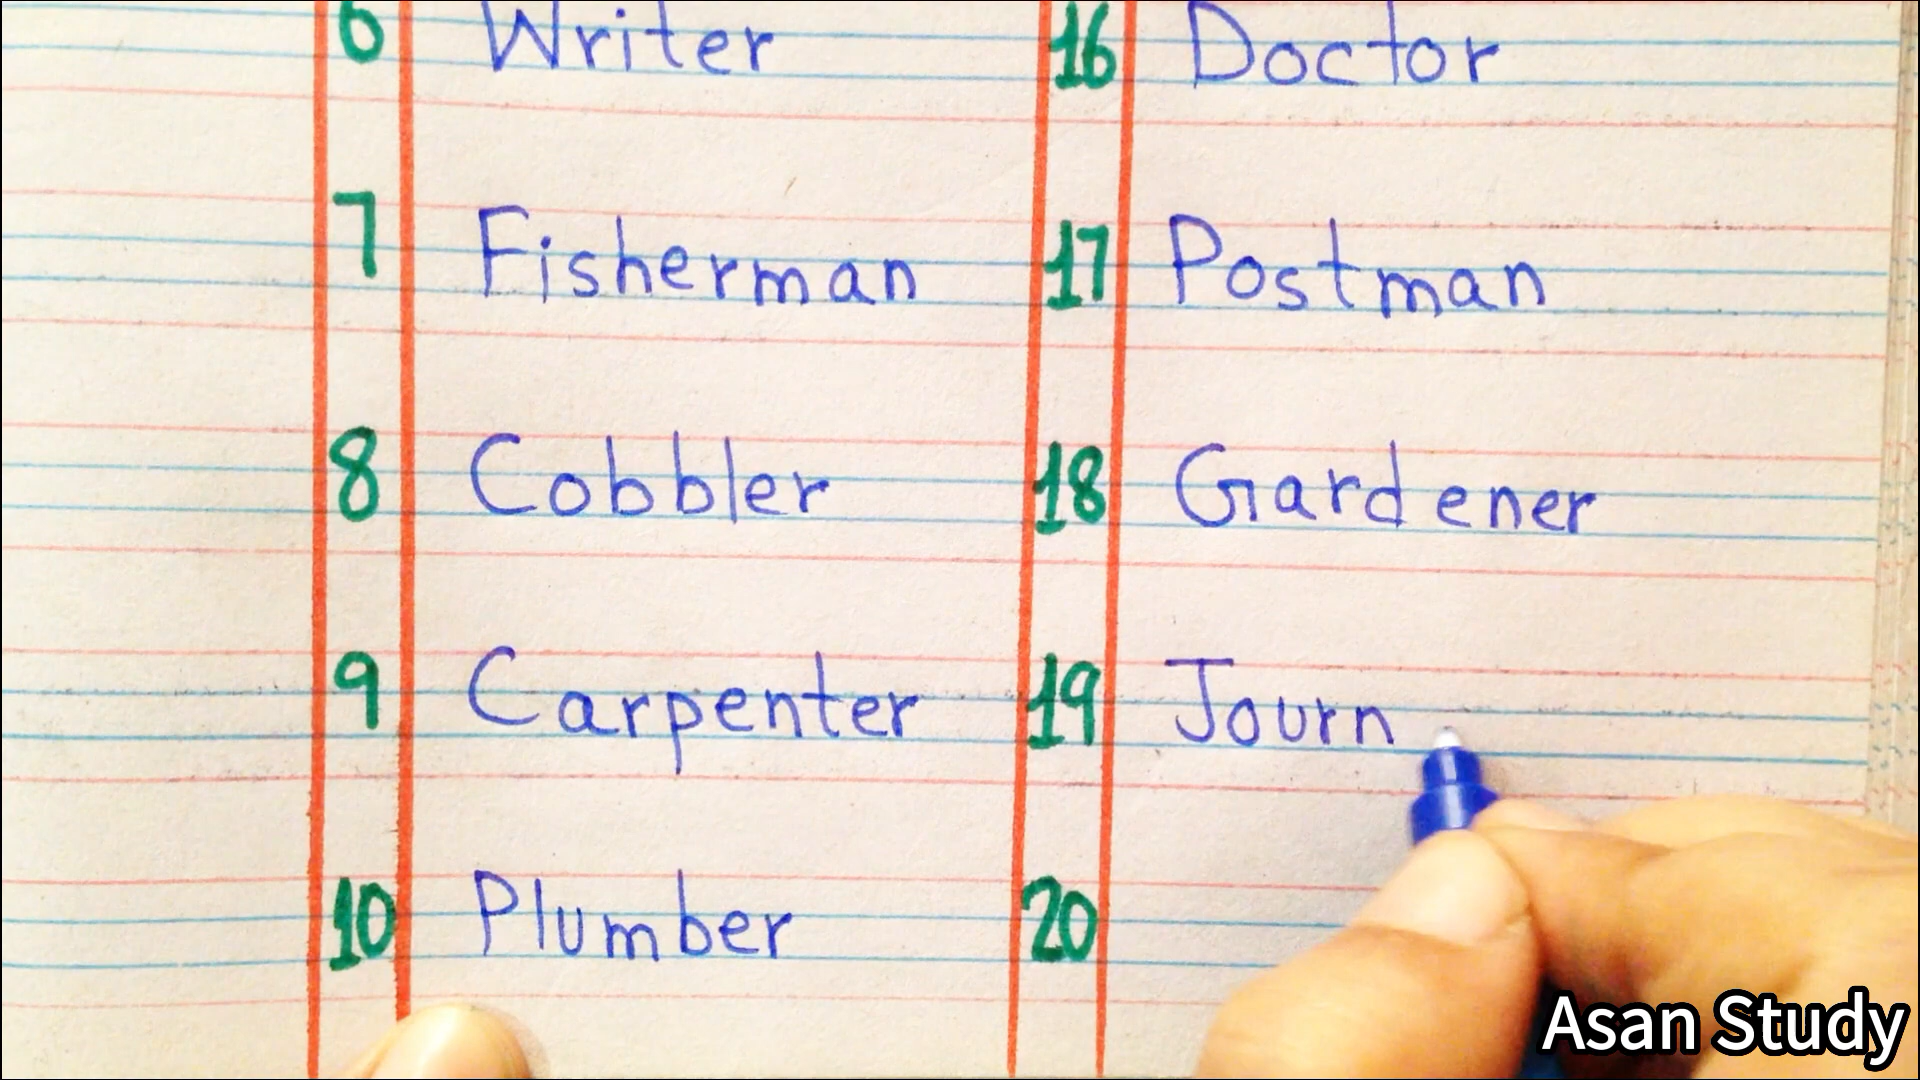 6 Writer
7 Fisherman
8 Cobbler
9 Carpenter
10 Plumber
16 Doctor
17 Postman
18 Gardener
19 Journ
20
Asan Study